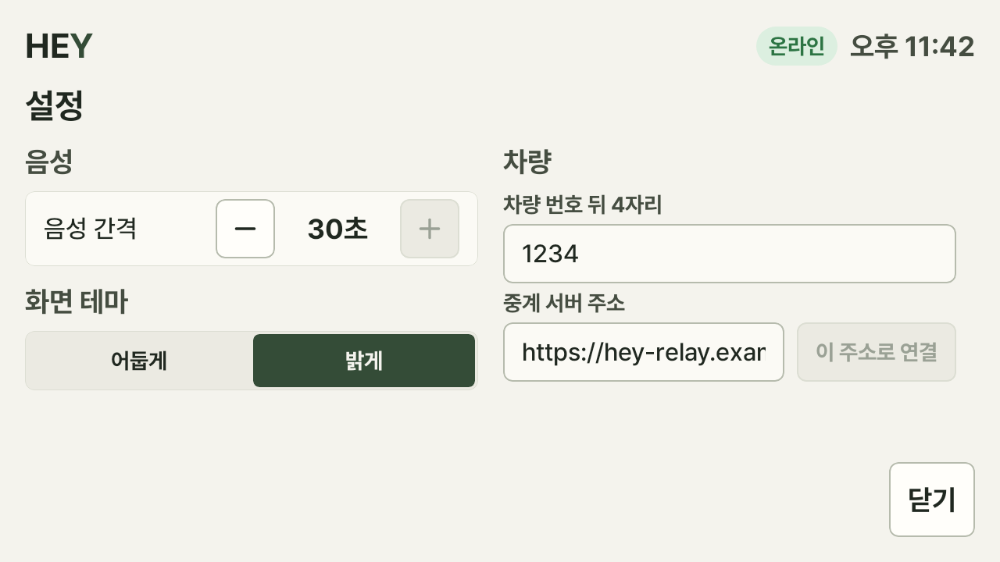 HEY
온라인 오후 11:42
설정
음성
음성 간격 − 30초 +
화면 테마
어둡게 밝게
차량
차량 번호 뒤 4자리
1234
중계 서버 주소
https://hey-relay.exar 이 주소로 연결
닫기